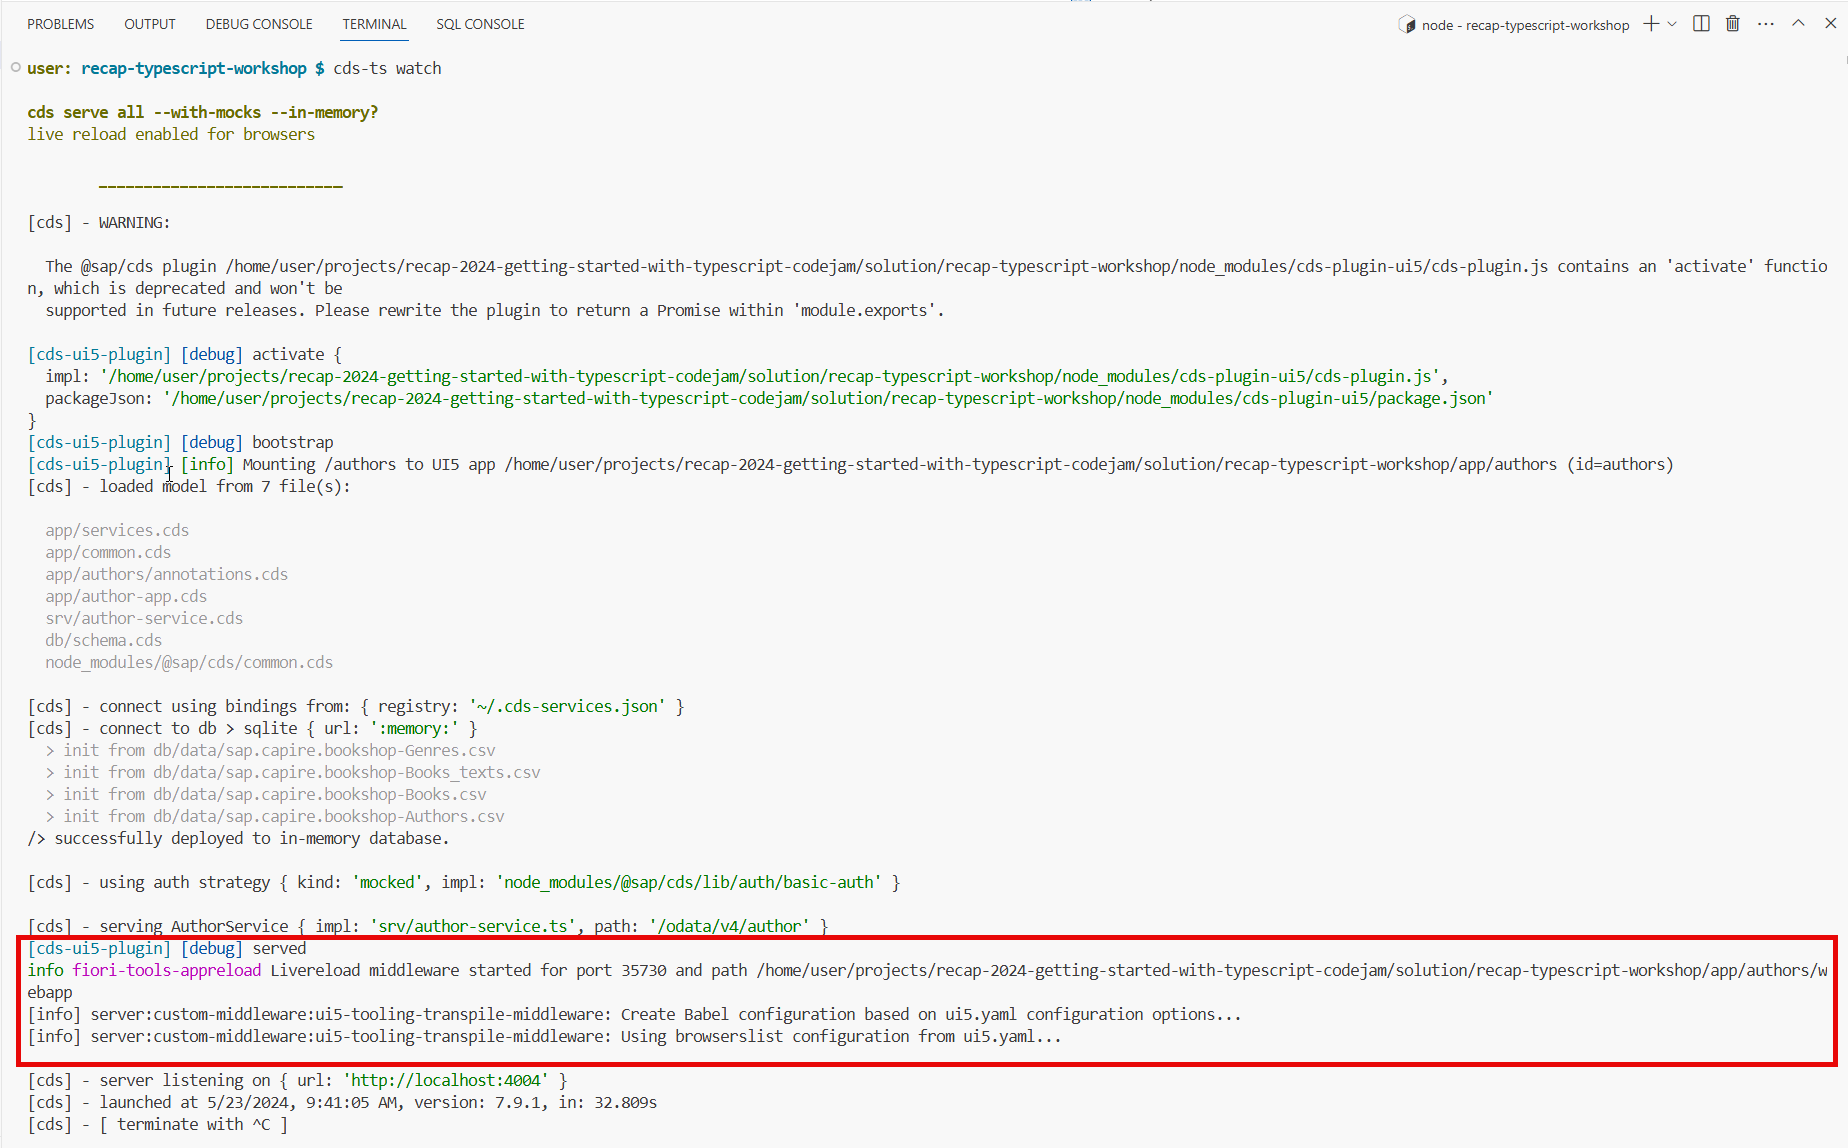 PROBLEMS OUTPUT DEBUG CONSOLE TERMINAL SQL CONSOLE node - recap-typescript-workshop
user: recap-typescript-workshop $ cds-ts watch
cds serve all --with-mocks --in-memory?
live reload enabled for browsers
___________________________
[cds] - WARNING:
The @sap/cds plugin /home/user/projects/recap-2024-getting-started-with-typescript-codejam/solution/recap-typescript-workshop/node_modules/cds-plugin-ui5/cds-plugin.js contains an 'activate' functio
n, which is deprecated and won't be
supported in future releases. Please rewrite the plugin to return a Promise within 'module.exports'.
[cds-ui5-plugin] [debug] activate {
impl: '/home/user/projects/recap-2024-getting-started-with-typescript-codejam/solution/recap-typescript-workshop/node_modules/cds-plugin-ui5/cds-plugin.js',
packageJson: '/home/user/projects/recap-2024-getting-started-with-typescript-codejam/solution/recap-typescript-workshop/node_modules/cds-plugin-ui5/package.json'
}
[cds-ui5-plugin] [debug] bootstrap
[cds-ui5-plugin] [info] Mounting /authors to UI5 app /home/user/projects/recap-2024-getting-started-with-typescript-codejam/solution/recap-typescript-workshop/app/authors (id=authors)
[cds] - loaded model from 7 file(s):
app/services.cds
app/common.cds
app/authors/annotations.cds
app/author-app.cds
srv/author-service.cds
db/schema.cds
node_modules/@sap/cds/common.cds
[cds] - connect using bindings from: { registry: '~/.cds-services.json' }
[cds] - connect to db > sqlite { url: ':memory:' }
> init from db/data/sap.capire.bookshop-Genres.csv
> init from db/data/sap.capire.bookshop-Books_texts.csv
> init from db/data/sap.capire.bookshop-Books.csv
> init from db/data/sap.capire.bookshop-Authors.csv
/> successfully deployed to in-memory database.
[cds] - using auth strategy { kind: 'mocked', impl: 'node_modules/@sap/cds/lib/auth/basic-auth' }
[cds] - serving AuthorService { impl: 'srv/author-service.ts', path: '/odata/v4/author' }
[cds-ui5-plugin] [debug] served
info fiori-tools-appreload Livereload middleware started for port 35730 and path /home/user/projects/recap-2024-getting-started-with-typescript-codejam/solution/recap-typescript-workshop/app/authors/w
ebapp
[info] server:custom-middleware:ui5-tooling-transpile-middleware: Create Babel configuration based on ui5.yaml configuration options...
[info] server:custom-middleware:ui5-tooling-transpile-middleware: Using browserslist configuration from ui5.yaml...
[cds] - server listening on { url: 'http://localhost:4004' }
[cds] - launched at 5/23/2024, 9:41:05 AM, version: 7.9.1, in: 32.809s
[cds] - [ terminate with ^C ]